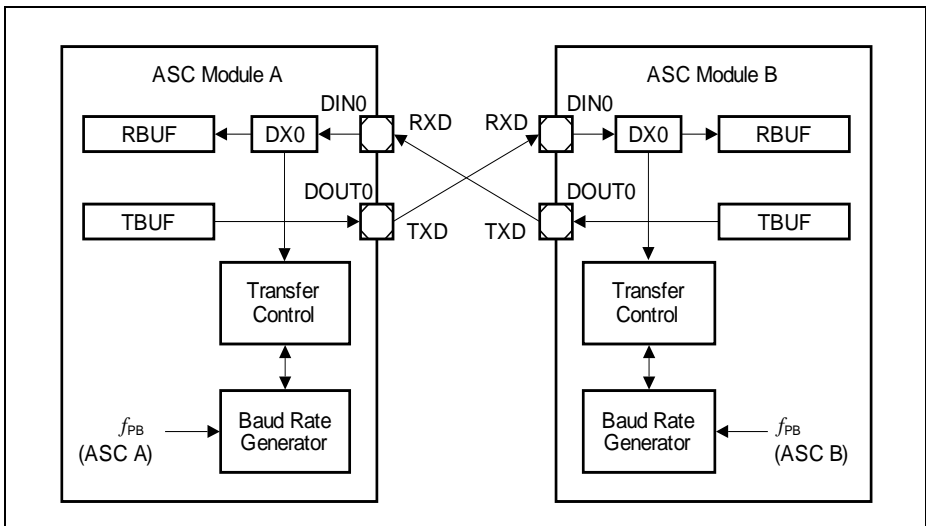 ASC Module A
ASC Module B
DIN0
RXD
RXD
DIN0
RBUF
DX0
DX0
RBUF
DOUT0
DOUT0
TBUF
TXD
TXD
TBUF
Transfer
Control
Transfer
Control
fPB
(ASC A)
Baud Rate
Generator
Baud Rate
Generator
fPB
(ASC B)